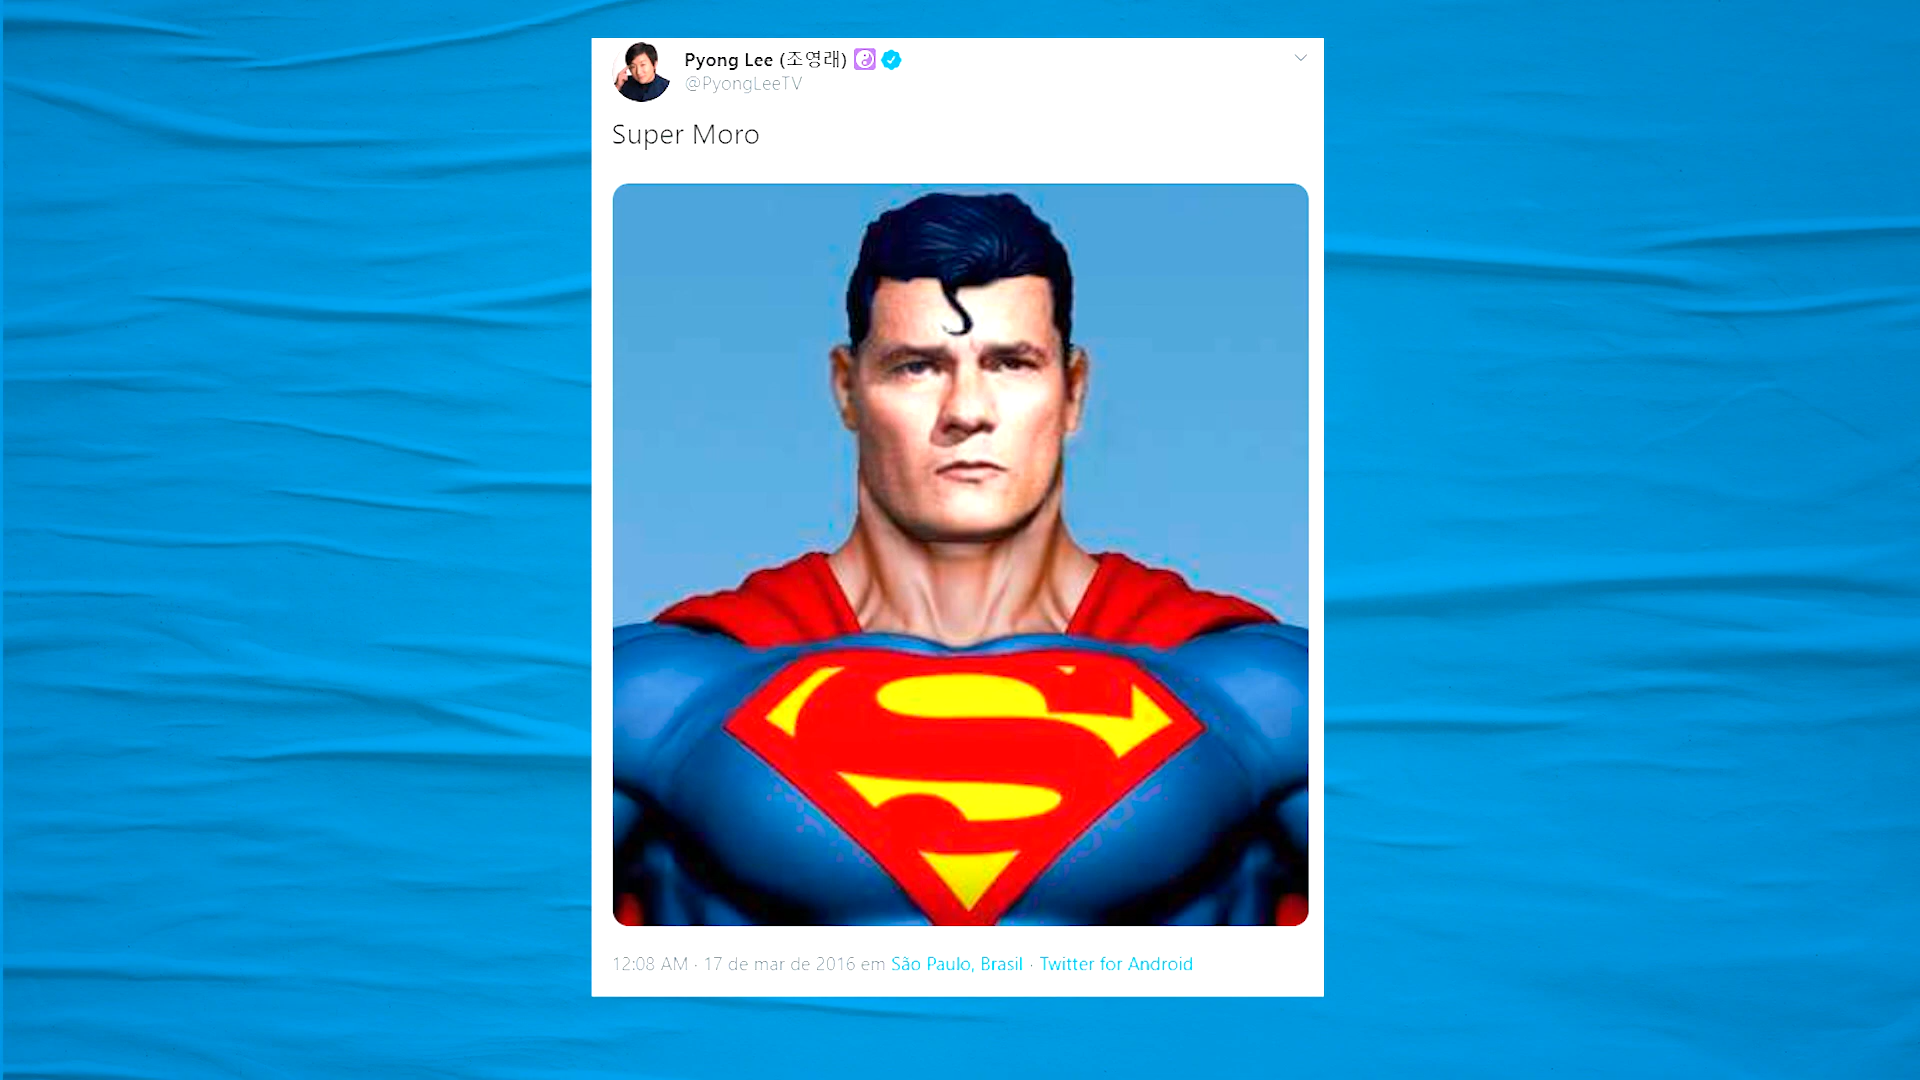 Pyong Lee (조영래) ☯️
@PyongLeeTV
Super Moro
S
12:08 AM · 17 de mar de 2016 em São Paulo, Brasil · Twitter for Android